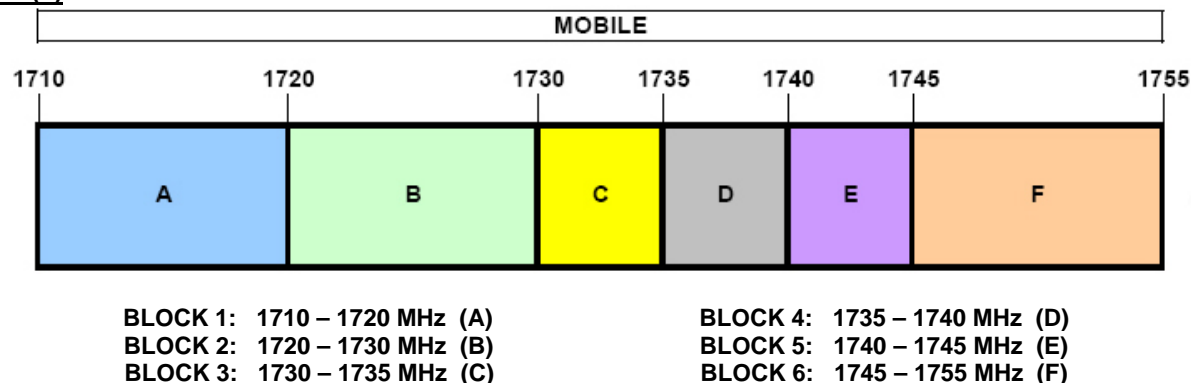 MOBILE
1710 1720 1730 1735 1740 1745 1755
A B C D E F
BLOCK 1: 1710 – 1720 MHz (A)
BLOCK 2: 1720 – 1730 MHz (B)
BLOCK 3: 1730 – 1735 MHz (C)
BLOCK 4: 1735 – 1740 MHz (D)
BLOCK 5: 1740 – 1745 MHz (E)
BLOCK 6: 1745 – 1755 MHz (F)